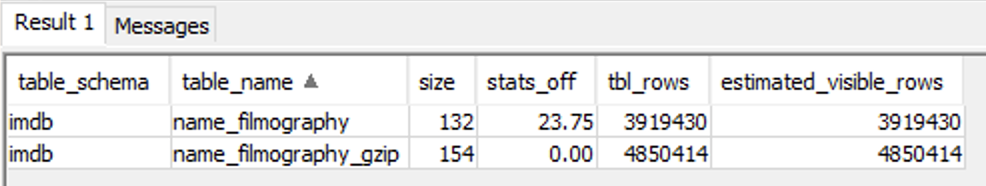 Result 1 Messages
table_schema table_name size stats_off tbl_rows estimated_visible_rows
imdb name_filmography 132 23.75 3919430 3919430
imdb name_filmography_gzip 154 0.00 4850414 4850414